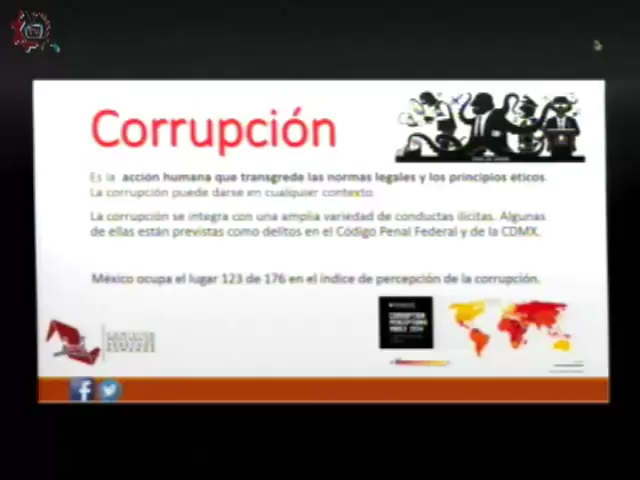 Corrupción
Es la acción humana que transgrede las normas legales y los principios éticos.
La corrupción puede darse en cualquier contexto.
La corrupción se integra con una amplia variedad de conductas ilícitas. Algunas
de ellas están previstas como delitos en el Código Penal Federal y de la CDMX.
México ocupa el lugar 123 de 176 en el índice de percepción de la corrupción.
CORRUPTION
PERCEPTIONS
INDEX